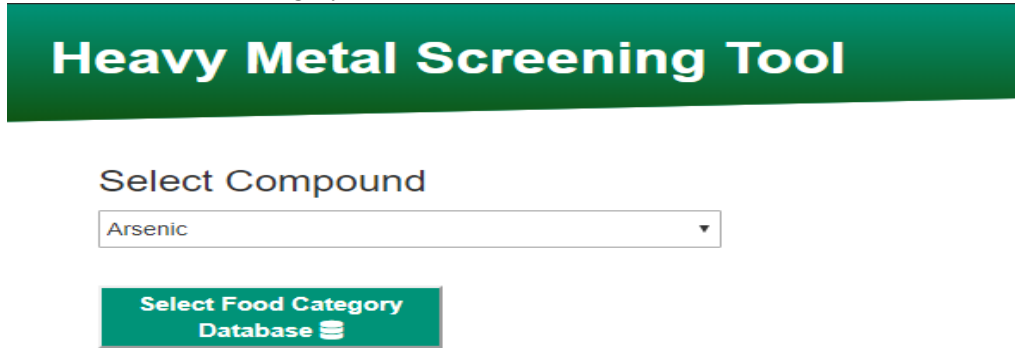 Heavy Metal Screening Tool
Select Compound
Arsenic
Select Food Category
Database